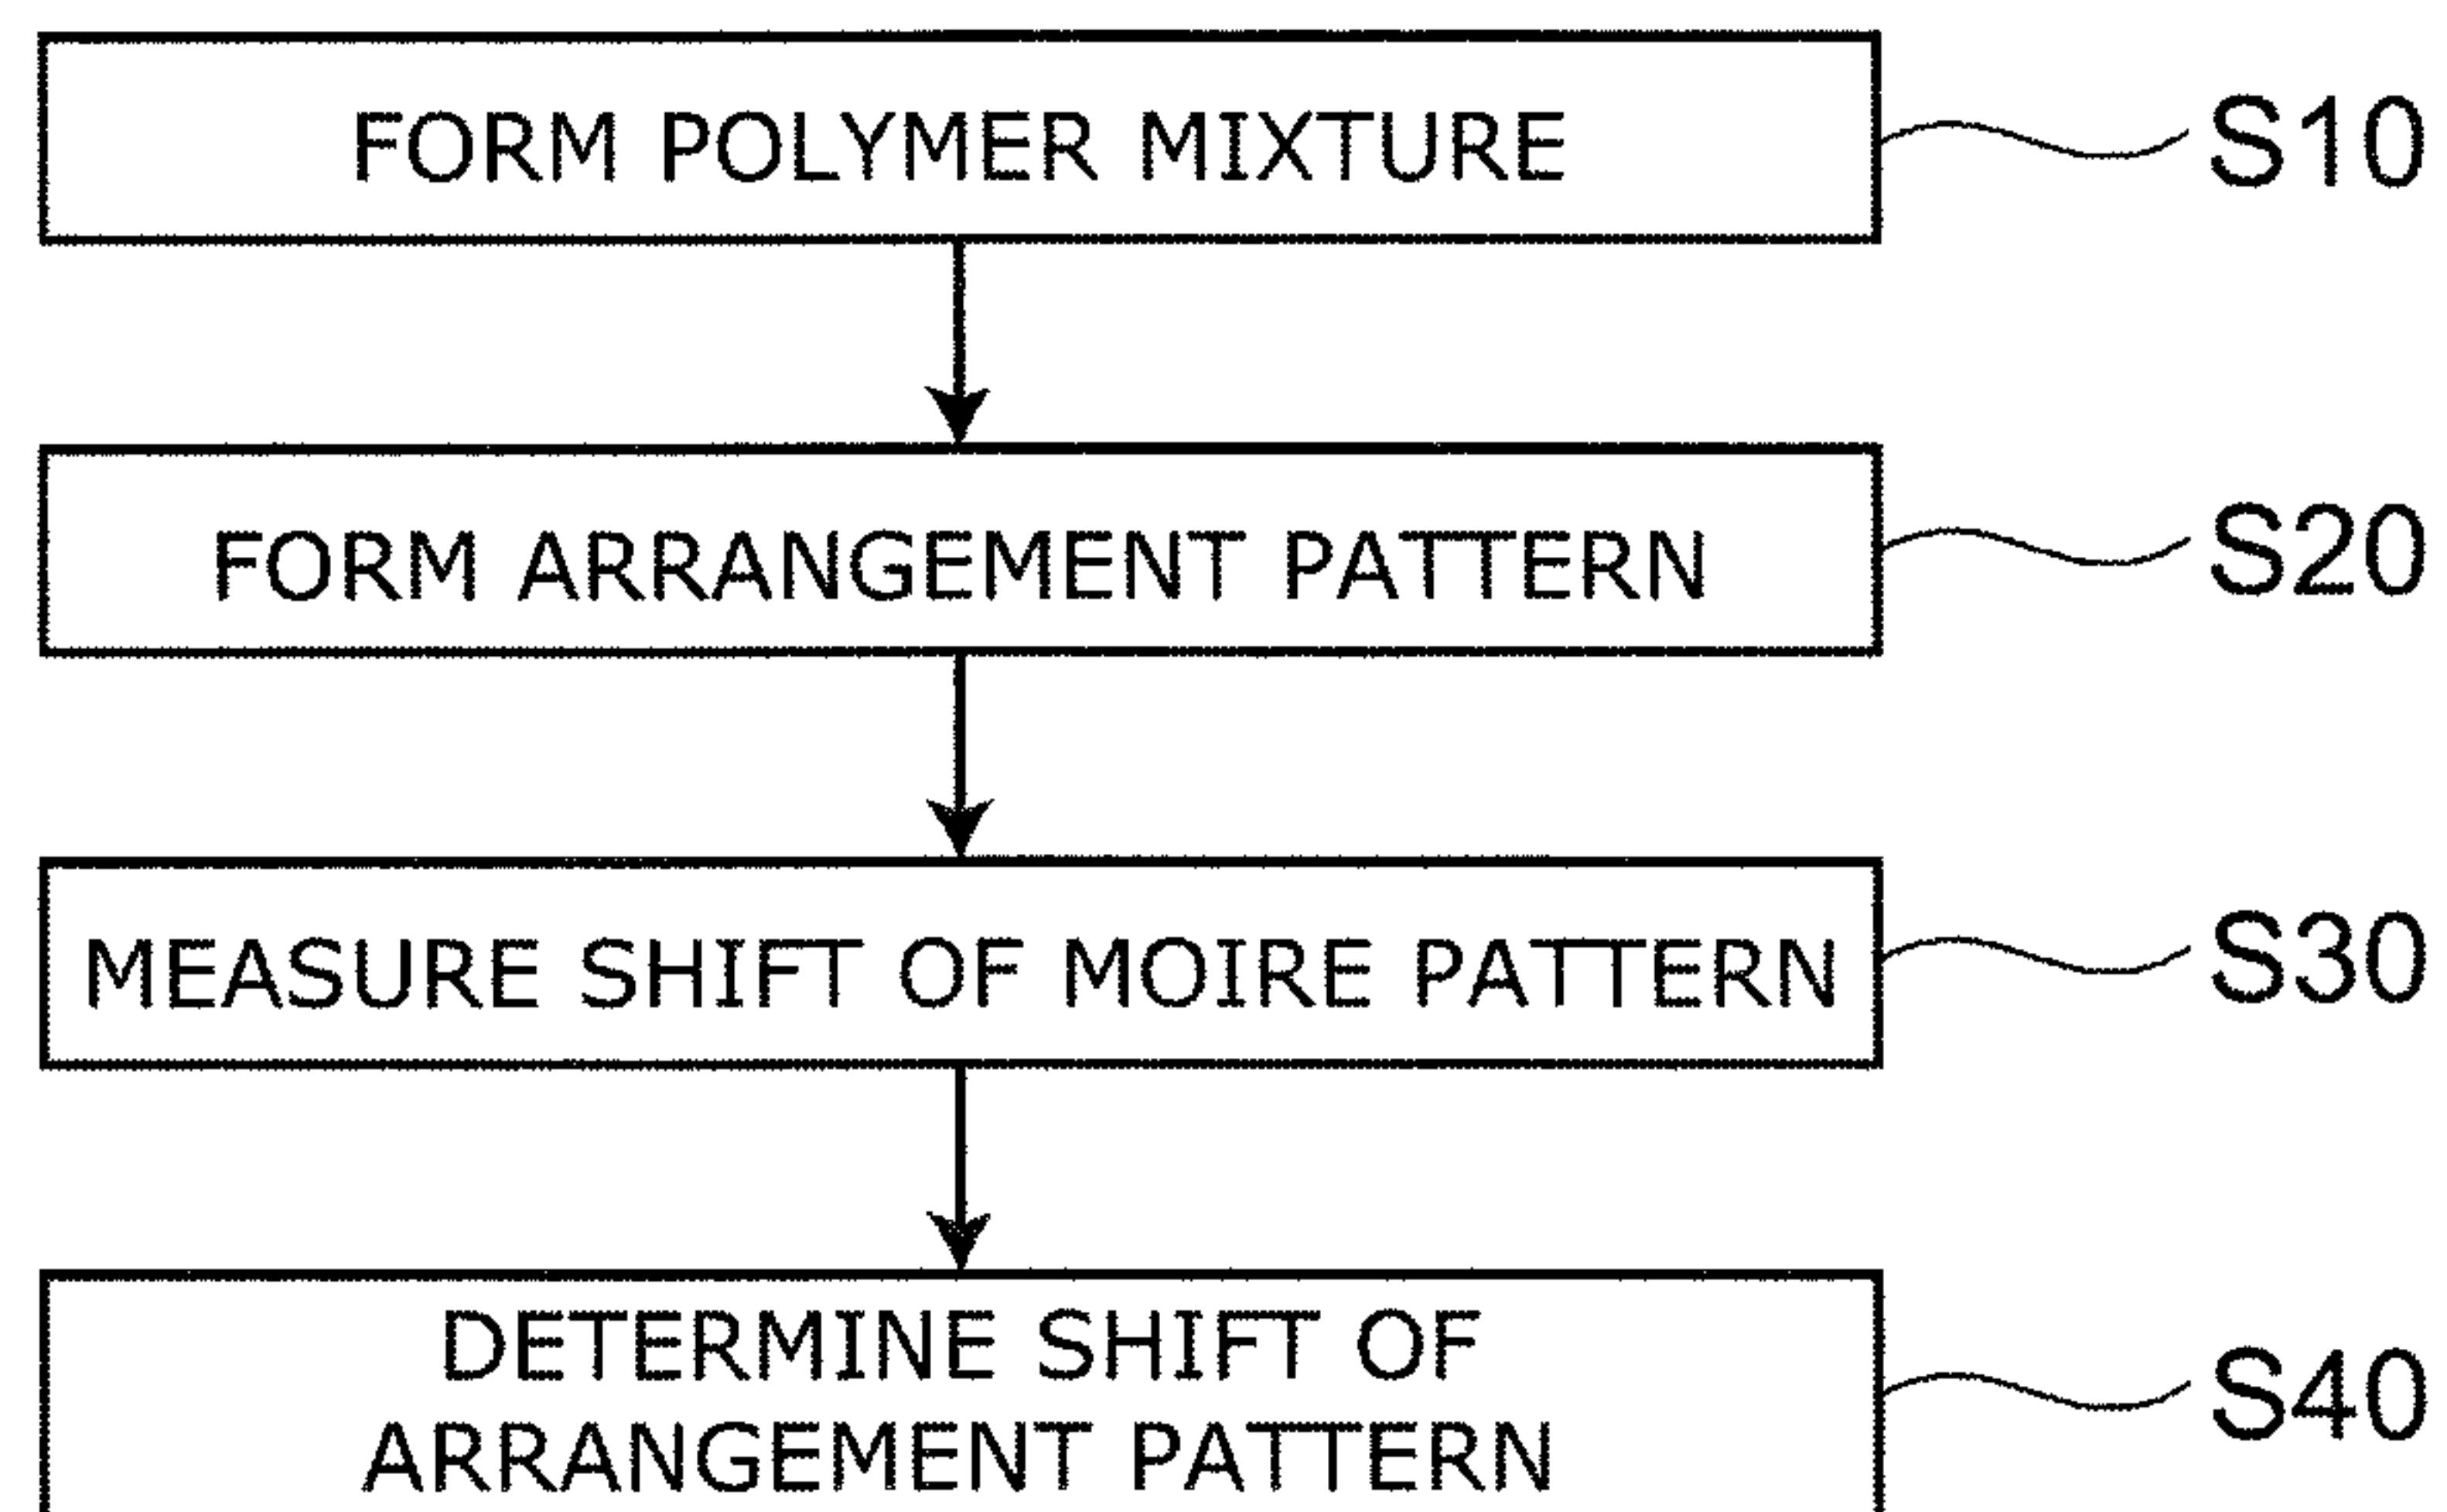 FORM POLYMER MIXTURE
S10
FORM ARRANGEMENT PATTERN
S20
MEASURE SHIFT OF MOIRE PATTERN
S30
DETERMINE SHIFT OF
ARRANGEMENT PATTERN
S40